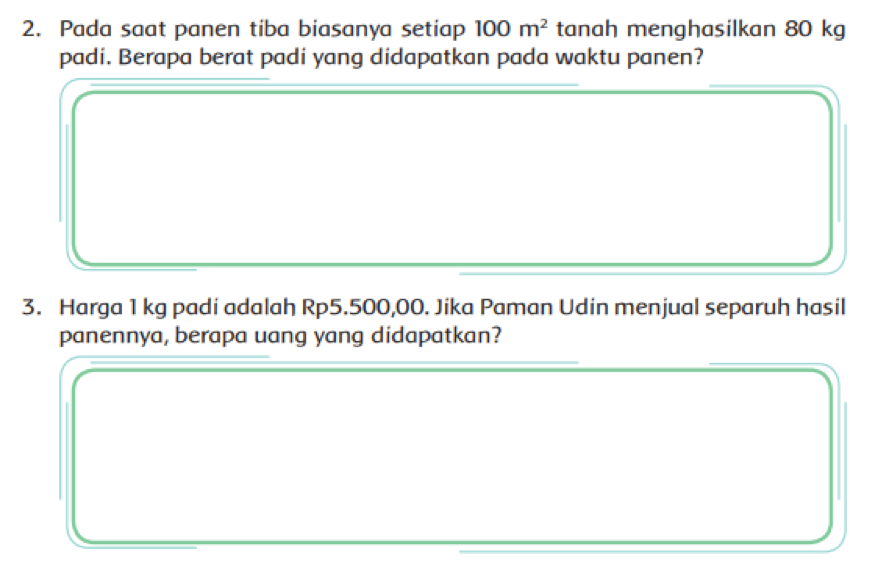 2. Pada saat panen tiba biasanya setiap 100 m² tanah menghasilkan 80 kg
padi. Berapa berat padi yang didapatkan pada waktu panen?
3. Harga 1 kg padi adalah Rp5.500,00. Jika Paman Udin menjual separuh hasil
panennya, berapa uang yang didapatkan?